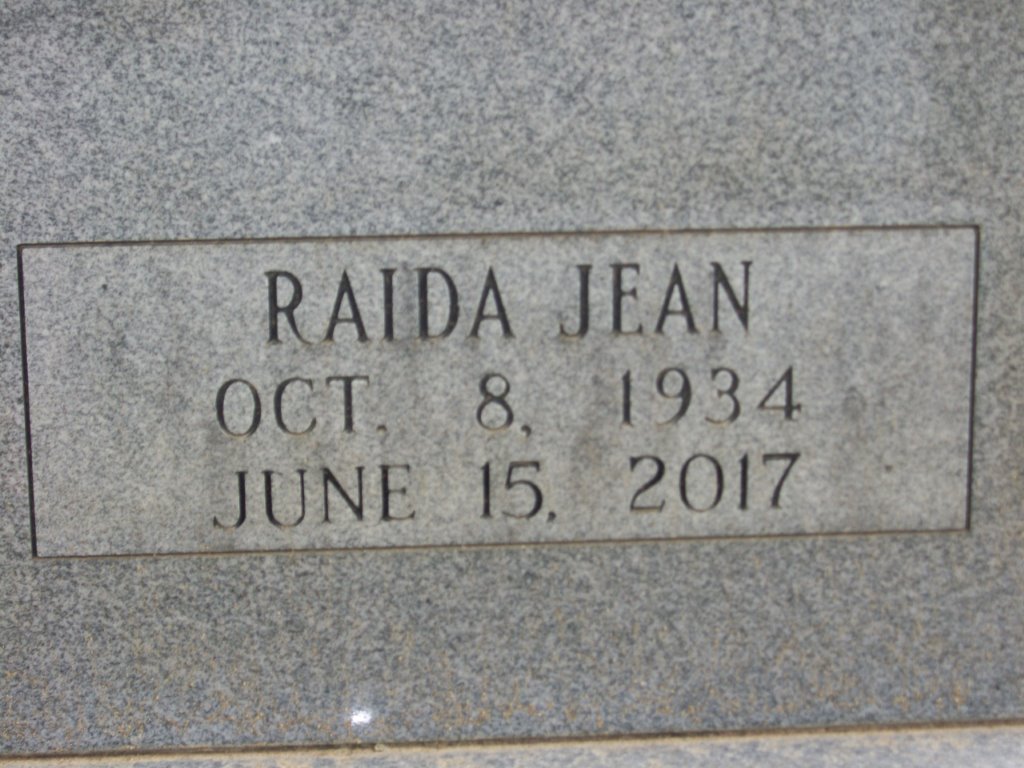 RAIDA JEAN
OCT. 8, 1934
JUNE 15, 2017